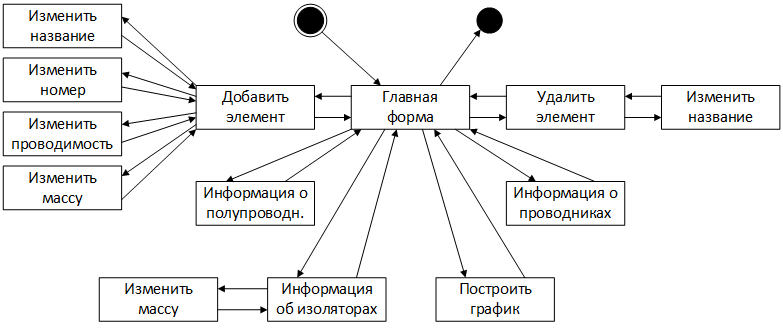 Изменить
название
Изменить
номер
Изменить
проводимость
Изменить
массу
Добавить
элемент
Главная
форма
Удалить
элемент
Изменить
название
Информация о
полупроводн.
Информация о
проводниках
Изменить
массу
Информация
об изоляторах
Построить
график